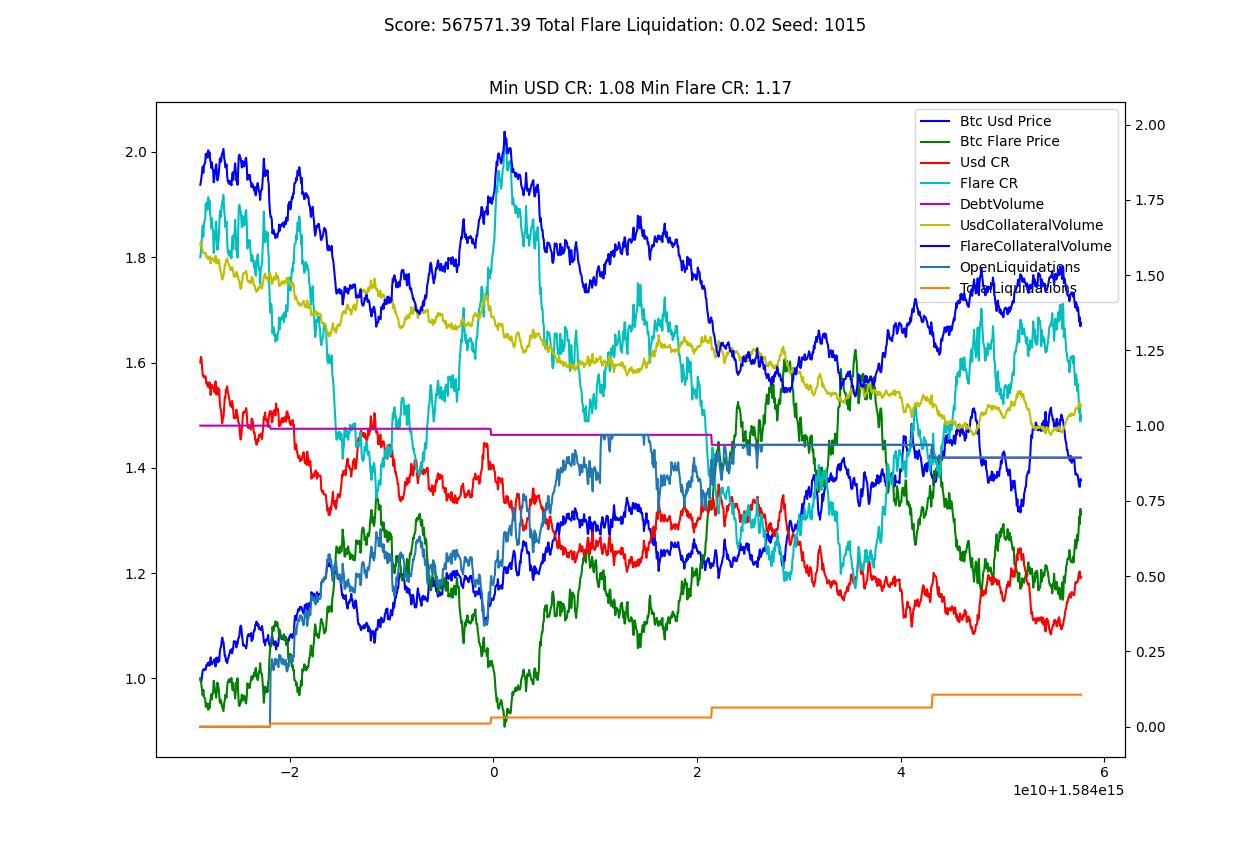 Score: 567571.39 Total Flare Liquidation: 0.02 Seed: 1015
Min USD CR: 1.08 Min Flare CR: 1.17
Btc Usd Price
Btc Flare Price
Usd CR
Flare CR
DebtVolume
UsdCollateralVolume
FlareCollateralVolume
OpenLiquidations
TotalLiquidations
2.0
1.8
1.6
1.4
1.2
1.0
2.00
1.75
1.50
1.25
1.00
0.75
0.50
0.25
0.00
−2
0
2
4
6
1e10+1.584e15